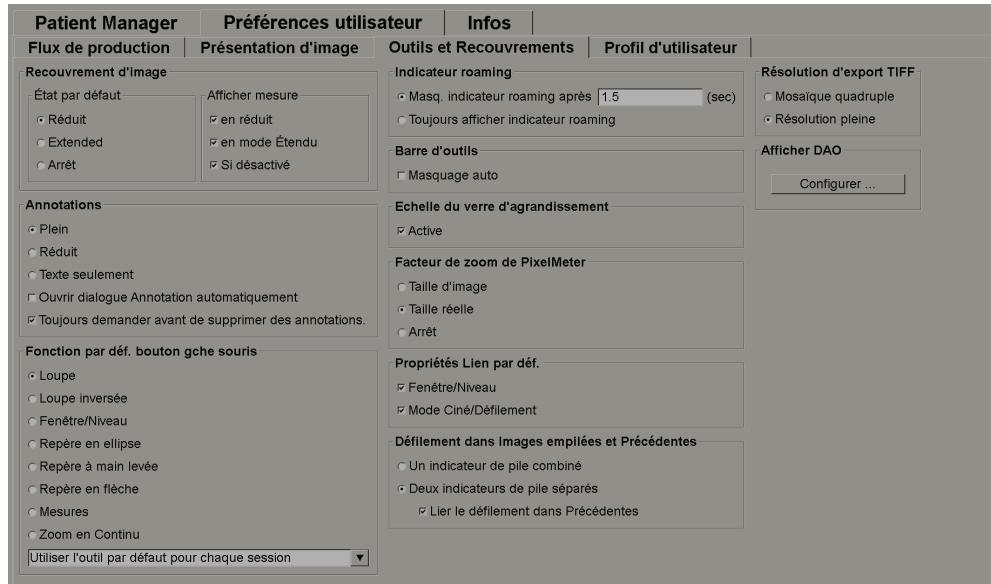 Patient Manager
Préférences utilisateur
Infos
Flux de production
Présentation d'image
Outils et Recouvrements
Profil d'utilisateur
Recouvrement d'image
État par défaut
Réduit
Extended
Arrêt
Afficher mesure
en réduit
en mode Étendu
Si désactivé
Annotations
Plein
Réduit
Texte seulement
Ouvrir dialogue Annotation automatiquement
Toujours demander avant de supprimer des annotations.
Fonction par déf. bouton gche souris
Loupe
Loupe inversée
Fenêtre/Niveau
Repère en ellipse
Repère à main levée
Repère en flèche
Mesures
Zoom en Continu
Utiliser l'outil par défaut pour chaque session
Indicateur roaming
Masq. indicateur roaming après 1.5 (sec)
Toujours afficher indicateur roaming
Barre d'outils
Masquage auto
Echelle du verre d'agrandissement
Active
Facteur de zoom de PixelMeter
Taille d'image
Taille réelle
Arrêt
Propriétés Lien par déf.
Fenêtre/Niveau
Mode Ciné/Défilement
Défilement dans Images empilées et Précédentes
Un indicateur de pile combiné
Deux indicateurs de pile séparés
Lier le défilement dans Précédentes
Résolution d'export TIFF
Mosaïque quadruple
Résolution pleine
Afficher DAO
Configurer ...